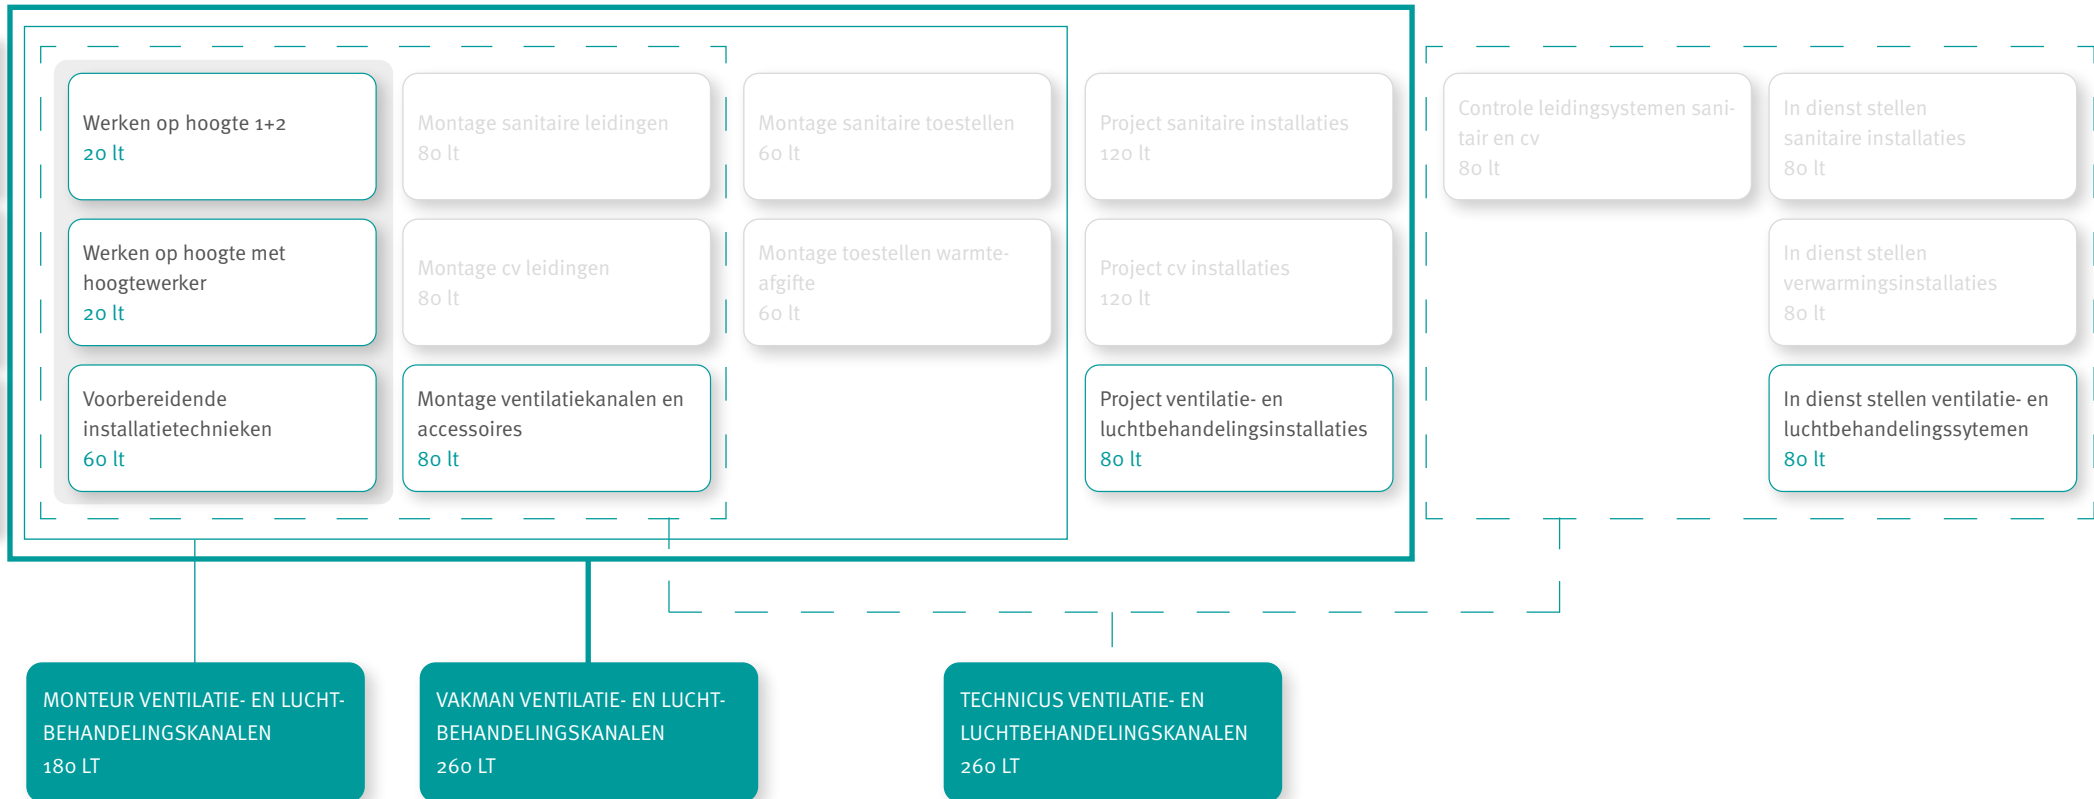 Werken op hoogte 1+2
20 lt
Montage sanitaire leidingen
80 lt
Montage sanitaire toestellen
60 lt
Project sanitaire installaties
120 lt
Controle leidingsystemen sani-
tair en cv
80 lt
In dienst stellen
sanitaire installaties
80 lt
Werken op hoogte met
hoogtewerker
20 lt
Montage cv leidingen
80 lt
Montage toestellen warmte-
afgifte
60 lt
Project cv installaties
120 lt
In dienst stellen
verwarmingsinstallaties
80 lt
Voorbereidende
installatietechnieken
60 lt
Montage ventilatiekanalen en
accessoires
80 lt
Project ventilatie- en
luchtbehandelingsinstallaties
80 lt
In dienst stellen ventilatie- en
luchtbehandelingssytemen
80 lt
MONTEUR VENTILATIE- EN LUCHT-
BEHANDELINGSKANALEN
180 LT
VAKMAN VENTILATIE- EN LUCHT-
BEHANDELINGSKANALEN
260 LT
TECHNICUS VENTILATIE- EN
LUCHTBEHANDELINGSKANALEN
260 LT